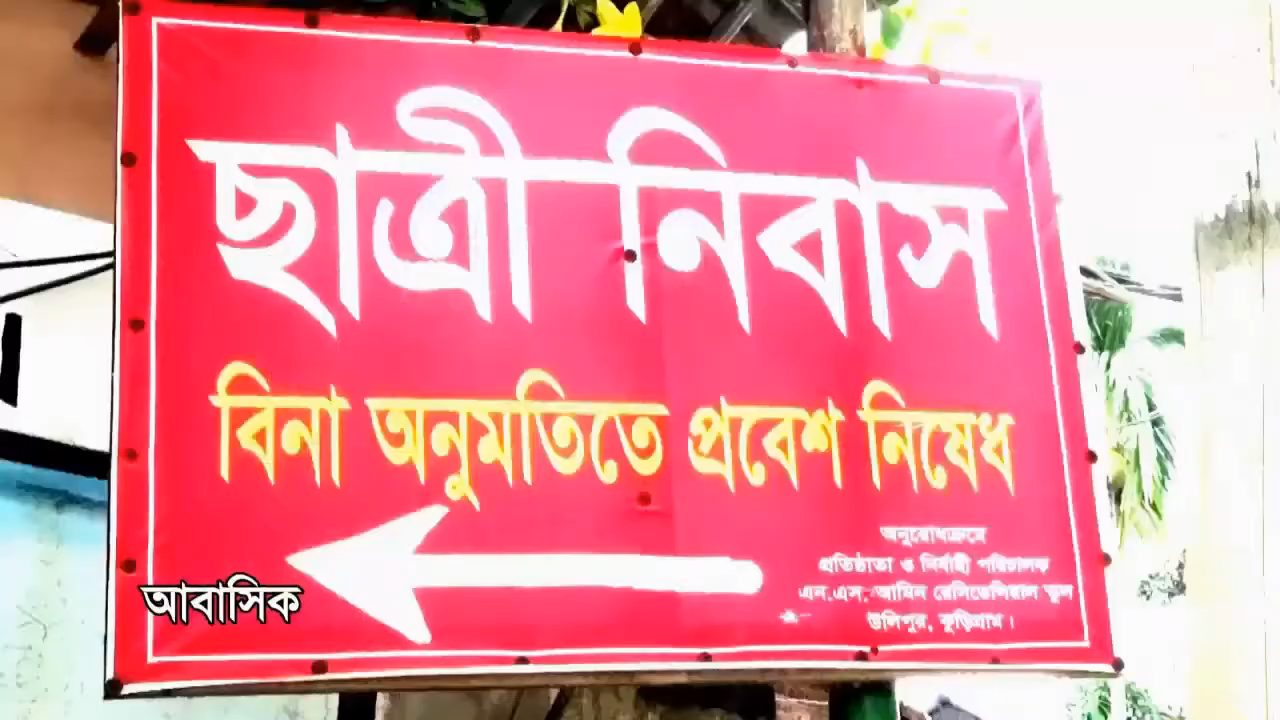 ছাত্রী নিবাস
বিনা অনুমতিতে প্রবেশ নিষেধ
অনুরোধক্রমে
প্রতিষ্ঠাতা ও নির্বাহী পরিচালক
এন.এস. আমিন রেসিডেন্সিয়াল স্কুল
উলিপুর, কুড়িগ্রাম।
আবাসিক